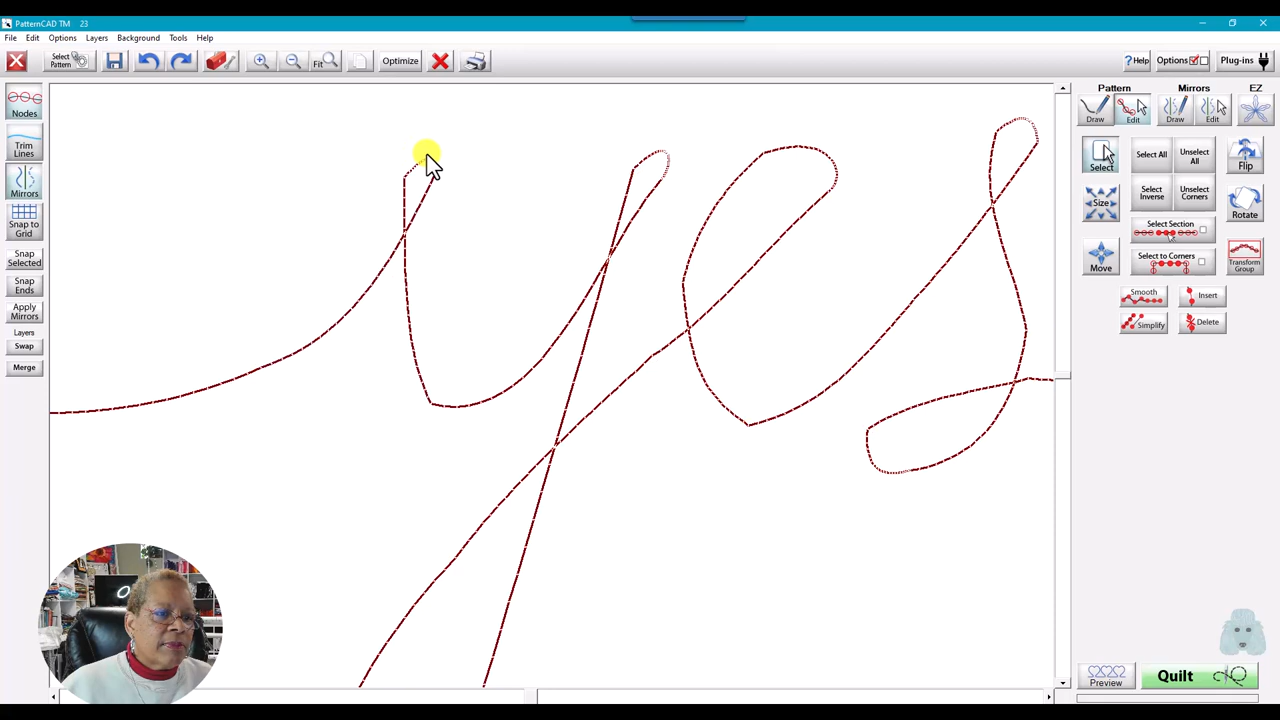 PatternCAD TM 23
File Edit Options Layers Background Tools Help
Select Pattern Fit Optimize ?Help Options Plug-ins
Nodes
Trim Lines
Mirrors
Snap to Grid
Snap Selected
Snap Ends
Apply Mirrors
Layers
Swap
Merge
Pattern Mirrors EZ
Draw Edit Draw Edit
Select Select All Unselect All Flip
Size Select Inverse Unselect Corners Rotate
Select Section
Move Select to Corners Transform Group
Smooth Insert
Simplify Delete
Preview Quilt